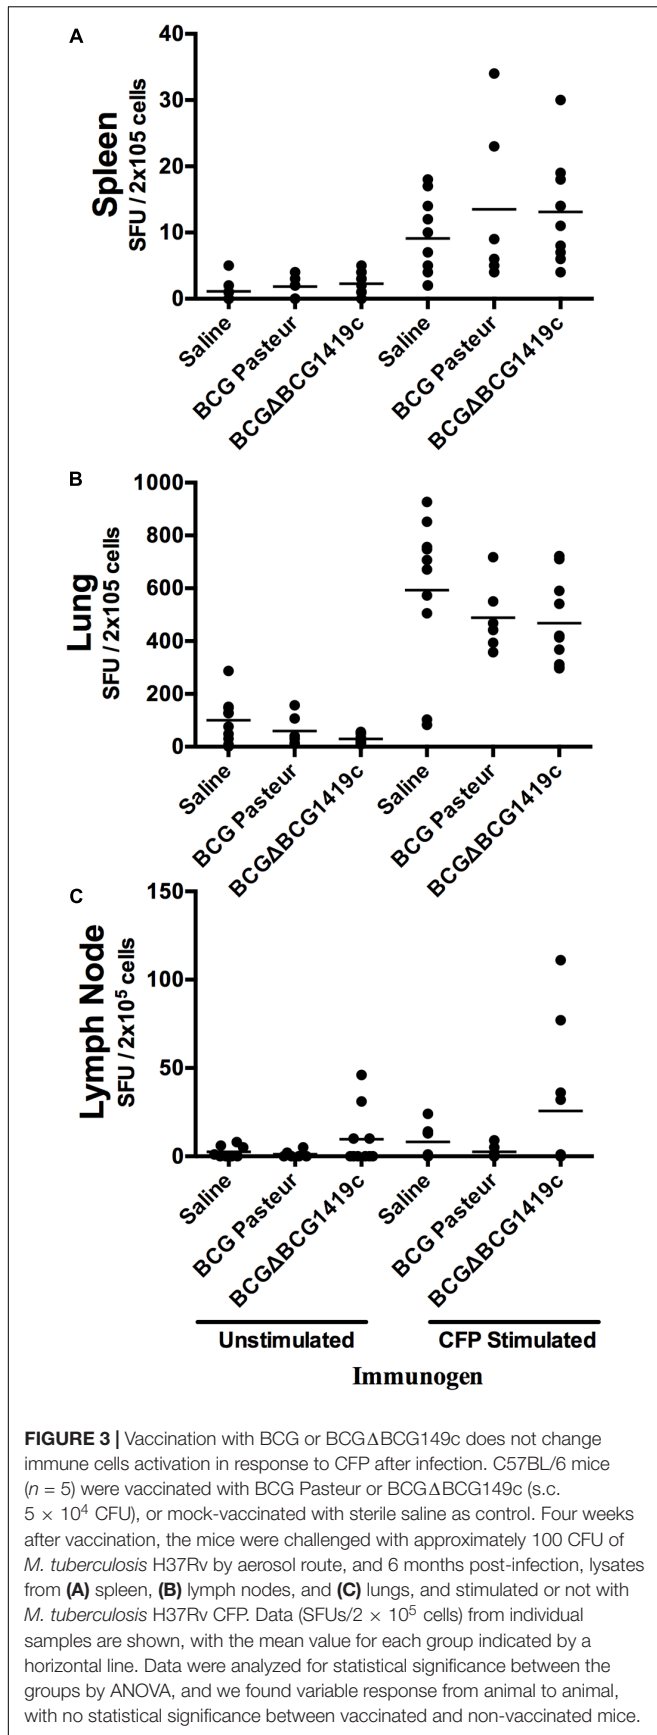 A
40
30
20
10
0
Spleen
SFU / 2x105 cells
Saline
BCG Pasteur
BCGΔBCG1419c
Saline
BCG Pasteur
BCGΔBCG1419c
B
1000
800
600
400
200
0
Lung
SFU / 2x105 cells
Saline
BCG Pasteur
BCGΔBCG1419c
Saline
BCG Pasteur
BCGΔBCG1419c
C
150
100
50
0
Lymph Node
SFU / 2x10⁵ cells
Saline
BCG Pasteur
BCGΔBCG1419c
Saline
BCG Pasteur
BCGΔBCG1419c
Unstimulated
CFP Stimulated
Immunogen
FIGURE 3 | Vaccination with BCG or BCGΔBCG149c does not change
immune cells activation in response to CFP after infection. C57BL/6 mice
(n = 5) were vaccinated with BCG Pasteur or BCGΔBCG149c (s.c.
5 × 10⁴ CFU), or mock-vaccinated with sterile saline as control. Four weeks
after vaccination, the mice were challenged with approximately 100 CFU of
M. tuberculosis H37Rv by aerosol route, and 6 months post-infection, lysates
from (A) spleen, (B) lymph nodes, and (C) lungs, and stimulated or not with
M. tuberculosis H37Rv CFP. Data (SFUs/2 × 10⁵ cells) from individual
samples are shown, with the mean value for each group indicated by a
horizontal line. Data were analyzed for statistical significance between the
groups by ANOVA, and we found variable response from animal to animal,
with no statistical significance between vaccinated and non-vaccinated mice.